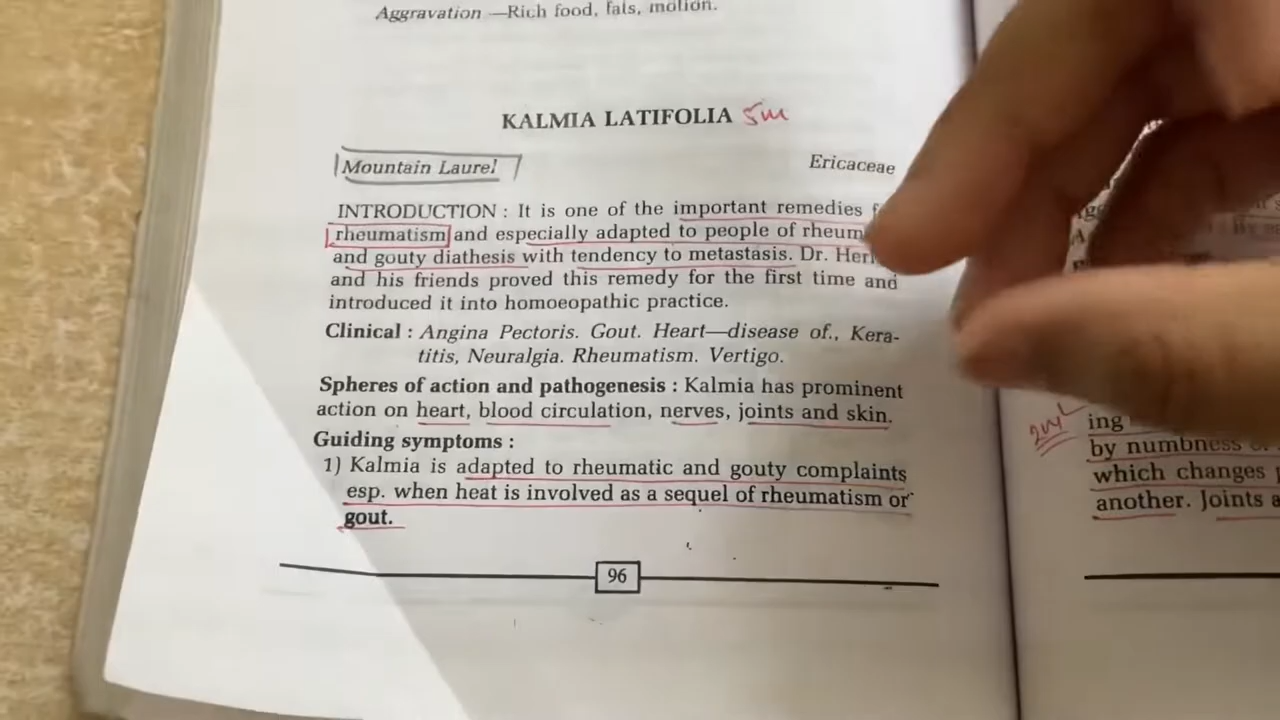 Aggravation —Rich food, fats, motion.
KALMIA LATIFOLIA 5m
Mountain Laurel
Ericaceae
INTRODUCTION : It is one of the important remedies
rheumatism and especially adapted to people of rheum
and gouty diathesis with tendency to metastasis. Dr. Her
and his friends proved this remedy for the first time and
introduced it into homoeopathic practice.
Clinical : Angina Pectoris. Gout. Heart—disease of., Kera-
titis, Neuralgia. Rheumatism. Vertigo.
Spheres of action and pathogenesis : Kalmia has prominent
action on heart, blood circulation, nerves, joints and skin.
Guiding symptoms :
1) Kalmia is adapted to rheumatic and gouty complaints
esp. when heat is involved as a sequel of rheumatism or
gout.
96
ing
by numbness
which changes
another. Joints a